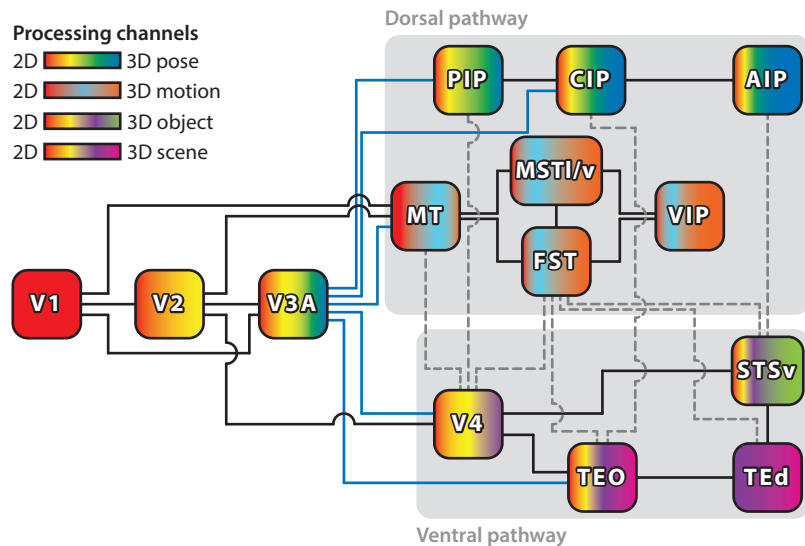 Dorsal pathway
Processing channels
2D 3D pose
2D 3D motion
2D 3D object
2D 3D scene
PIP CIP AIP
MSTl/v
MT VIP
FST
V1 V2 V3A
STSv
V4
TEO TEd
Ventral pathway